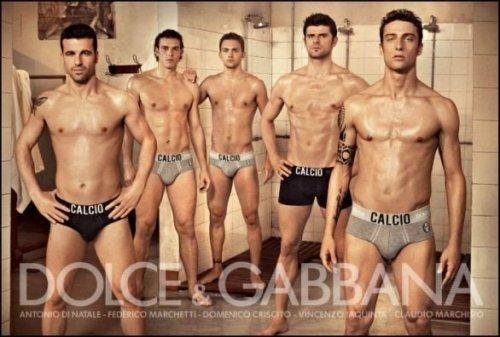 CALCIO
CALCIO
CALCIO
CALCIO
CALCIO
DOLCE & GABBANA
ANTONIO DI NATALE - FEDERICO MARCHETTI - DOMENICO CRISCITO - VINCENZO IAQUINTA - CLAUDIO MARCHISIO